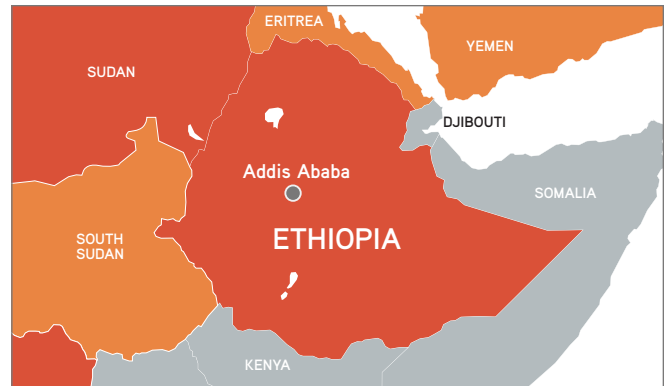 ERITREA
YEMEN
SUDAN
DJIBOUTI
Addis Ababa
SOMALIA
ETHIOPIA
SOUTH
SUDAN
KENYA